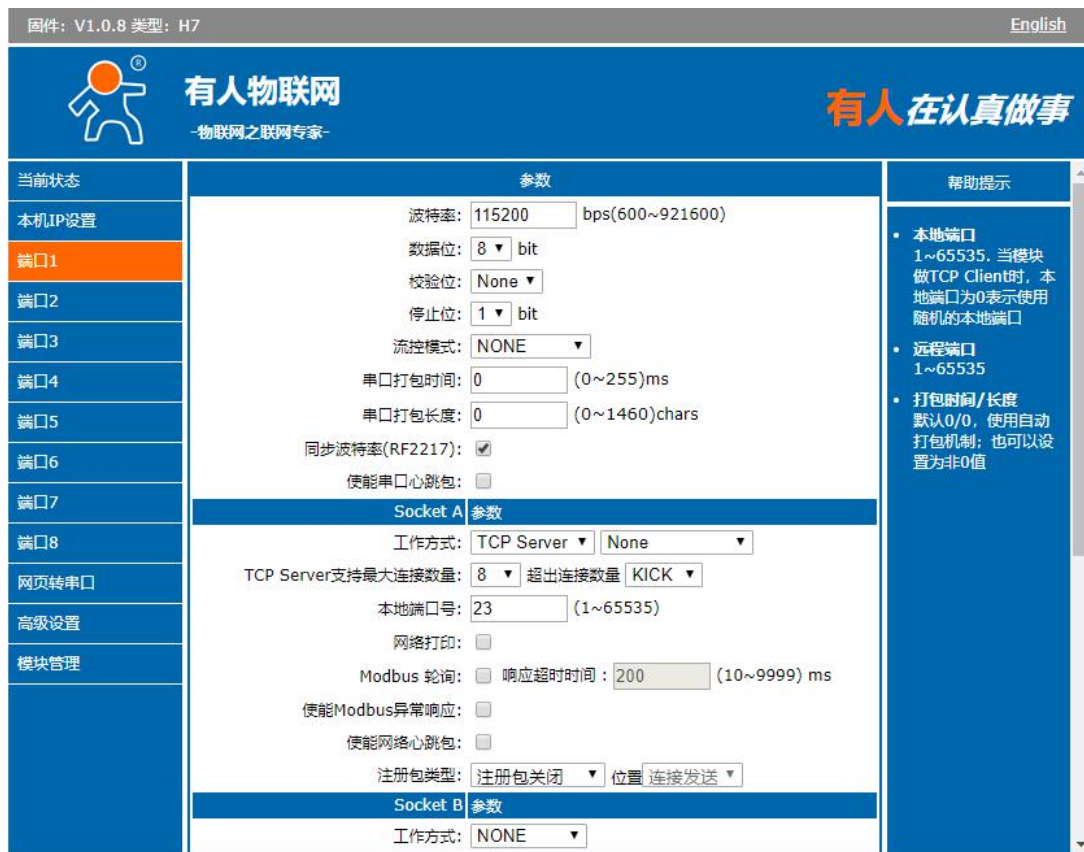 固件：V1.0.8 类型：H7
English
®
有人物联网
-物联网之联网专家-
有人在认真做事
当前状态
本机IP设置
端口1
端口2
端口3
端口4
端口5
端口6
端口7
端口8
网页转串口
高级设置
模块管理
参数
波特率: 115200 bps(600~921600)
数据位: 8 bit
校验位: None
停止位: 1 bit
流控模式: NONE
串口打包时间: 0 (0~255)ms
串口打包长度: 0 (0~1460)chars
同步波特率(RF2217):
使能串口心跳包:
Socket A 参数
工作方式: TCP Server None
TCP Server支持最大连接数量: 8 超出连接数量 KICK
本地端口号: 23 (1~65535)
网络打印:
Modbus 轮询: 响应超时时间：200 (10~9999) ms
使能Modbus异常响应:
使能网络心跳包:
注册包类型: 注册包关闭 位置 连接发送
Socket B 参数
工作方式: NONE
帮助提示
• 本地端口
1~65535. 当模块
做TCP Client时，本
地端口为0表示使用
随机的本地端口
• 远程端口
1~65535
• 打包时间/长度
默认0/0，使用自动
打包机制；也可以设
置为非0值